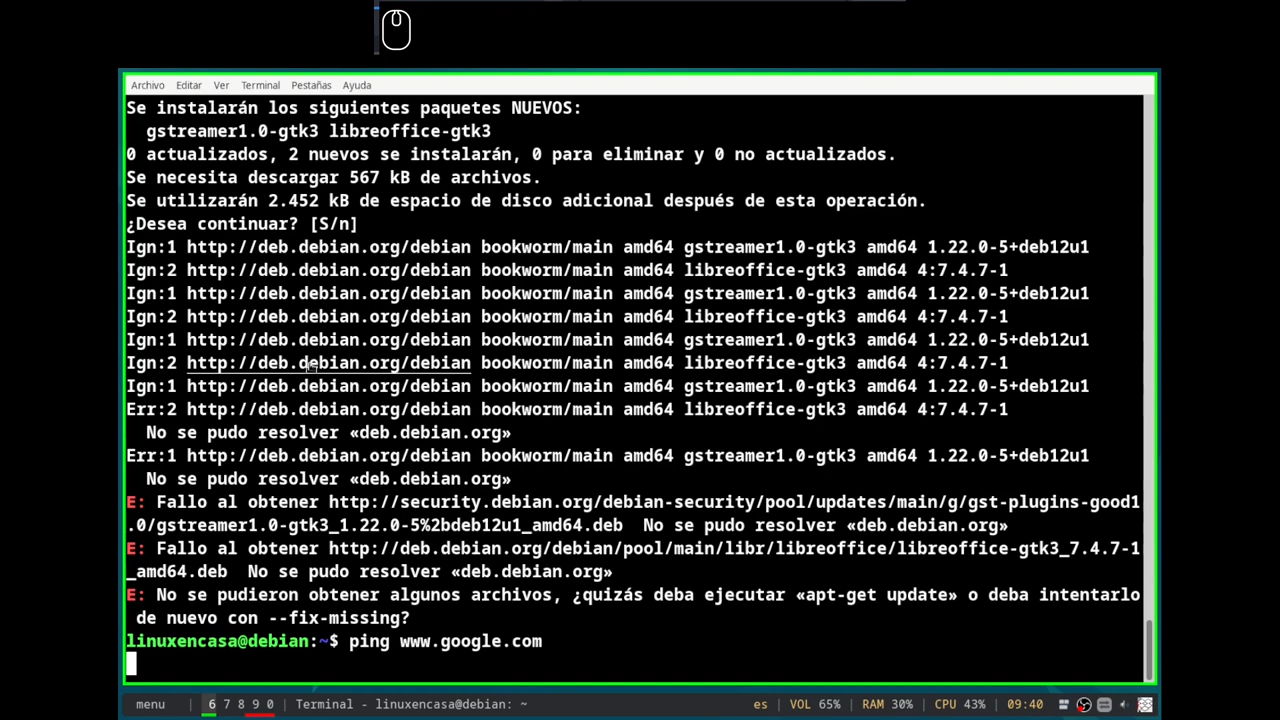 Archivo Editar Ver Terminal Pestañas Ayuda
Se instalarán los siguientes paquetes NUEVOS:
gstreamer1.0-gtk3 libreoffice-gtk3
0 actualizados, 2 nuevos se instalarán, 0 para eliminar y 0 no actualizados.
Se necesita descargar 567 kB de archivos.
Se utilizarán 2.452 kB de espacio de disco adicional después de esta operación.
¿Desea continuar? [S/n]
Ign:1 http://deb.debian.org/debian bookworm/main amd64 gstreamer1.0-gtk3 amd64 1.22.0-5+deb12u1
Ign:2 http://deb.debian.org/debian bookworm/main amd64 libreoffice-gtk3 amd64 4:7.4.7-1
Ign:1 http://deb.debian.org/debian bookworm/main amd64 gstreamer1.0-gtk3 amd64 1.22.0-5+deb12u1
Ign:2 http://deb.debian.org/debian bookworm/main amd64 libreoffice-gtk3 amd64 4:7.4.7-1
Ign:1 http://deb.debian.org/debian bookworm/main amd64 gstreamer1.0-gtk3 amd64 1.22.0-5+deb12u1
Ign:2 http://deb.debian.org/debian bookworm/main amd64 libreoffice-gtk3 amd64 4:7.4.7-1
Ign:1 http://deb.debian.org/debian bookworm/main amd64 gstreamer1.0-gtk3 amd64 1.22.0-5+deb12u1
Err:2 http://deb.debian.org/debian bookworm/main amd64 libreoffice-gtk3 amd64 4:7.4.7-1
No se pudo resolver «deb.debian.org»
Err:1 http://deb.debian.org/debian bookworm/main amd64 gstreamer1.0-gtk3 amd64 1.22.0-5+deb12u1
No se pudo resolver «deb.debian.org»
E: Fallo al obtener http://security.debian.org/debian-security/pool/updates/main/g/gst-plugins-good1
.0/gstreamer1.0-gtk3_1.22.0-5%2bdeb12u1_amd64.deb No se pudo resolver «deb.debian.org»
E: Fallo al obtener http://deb.debian.org/debian/pool/main/libr/libreoffice/libreoffice-gtk3_7.4.7-1
_amd64.deb No se pudo resolver «deb.debian.org»
E: No se pudieron obtener algunos archivos, ¿quizás deba ejecutar «apt-get update» o deba intentarlo
de nuevo con --fix-missing?
linuxencasa@debian:~$ ping www.google.com
menu 6 7 8 9 0 Terminal - linuxencasa@debian: ~ es VOL 65% RAM 30% CPU 43% 09:40